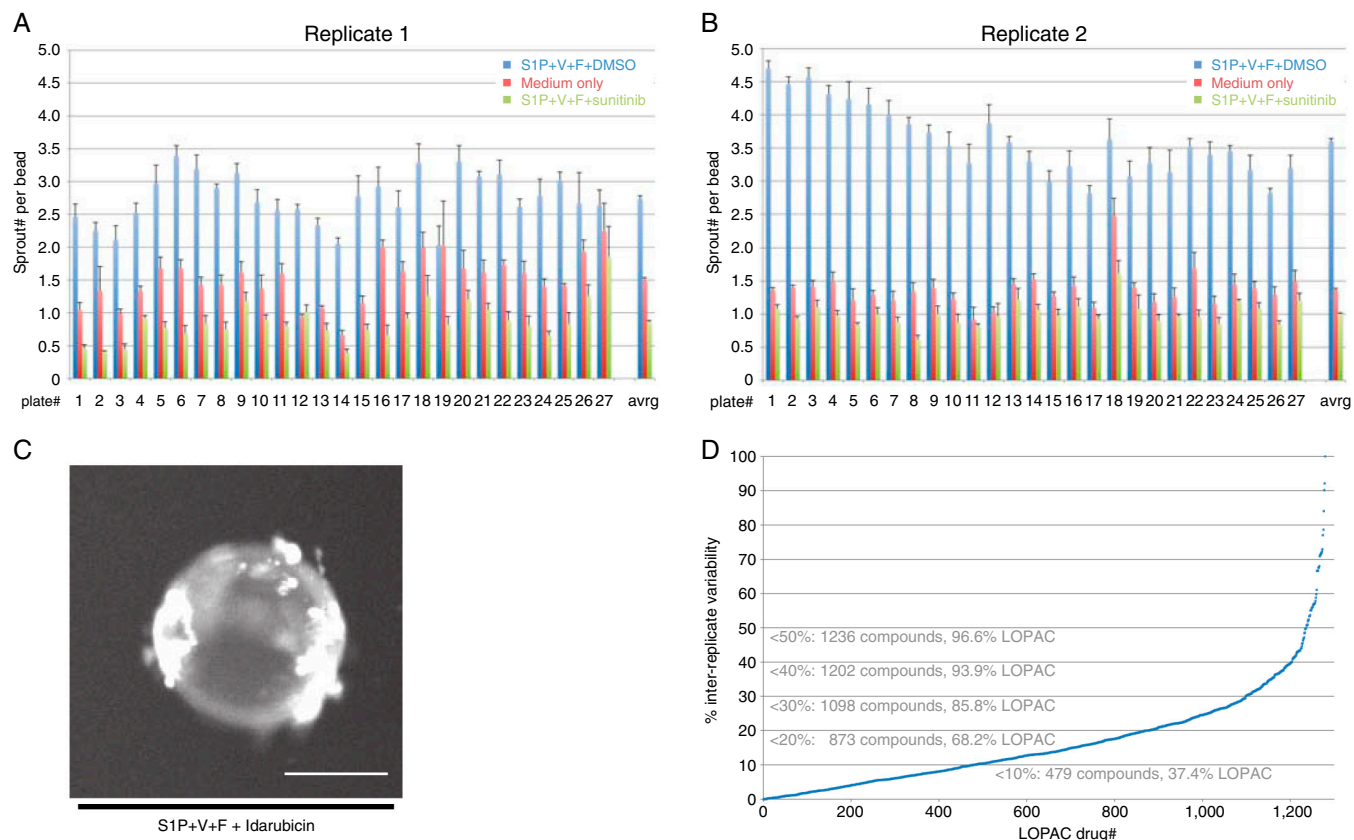 A
Replicate 1
5.0
4.5
4.0
3.5
3.0
2.5
2.0
1.5
1.0
0.5
0
Sprout# per bead
S1P+V+F+DMSO
Medium only
S1P+V+F+sunitinib
plate# 1 2 3 4 5 6 7 8 9 10 11 12 13 14 15 16 17 18 19 20 21 22 23 24 25 26 27 avrg
B
Replicate 2
5.0
4.5
4.0
3.5
3.0
2.5
2.0
1.5
1.0
0.5
0
Sprout# per bead
S1P+V+F+DMSO
Medium only
S1P+V+F+sunitinib
plate# 1 2 3 4 5 6 7 8 9 10 11 12 13 14 15 16 17 18 19 20 21 22 23 24 25 26 27 avrg
C
S1P+V+F + Idarubicin
D
100
90
80
70
60
50
40
30
20
10
0
% inter-replicate variability
<50%: 1236 compounds, 96.6% LOPAC
<40%: 1202 compounds, 93.9% LOPAC
<30%: 1098 compounds, 85.8% LOPAC
<20%: 873 compounds, 68.2% LOPAC
<10%: 479 compounds, 37.4% LOPAC
0 200 400 600 800 1,000 1,200
LOPAC drug#